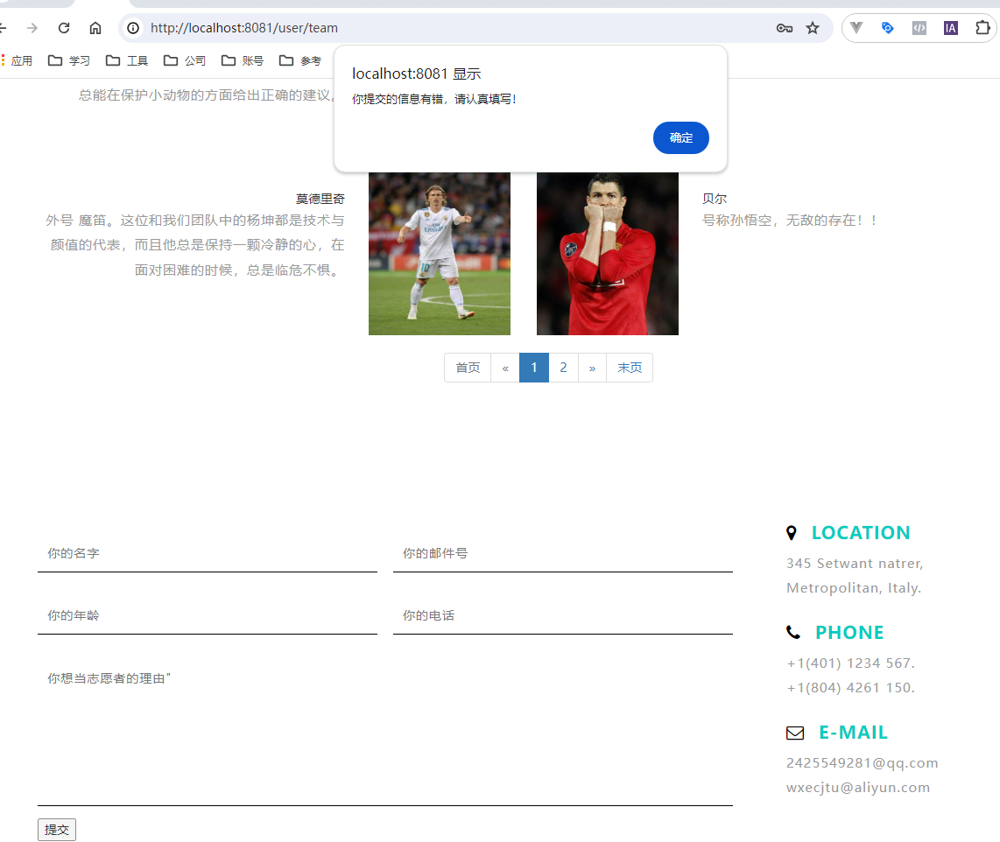 http://localhost:8081/user/team
应用 学习 工具 公司 账号 参考
localhost:8081 显示
你提交的信息有错，请认真填写！
确定
总能在保护小动物的方面给出正确的建议。
莫德里奇
外号 魔笛。这位和我们团队中的杨坤都是技术与
颜值的代表，而且他总是保持一颗冷静的心，在
面对困难的时候，总是临危不惧。
贝尔
号称孙悟空，无敌的存在！！
首页 « 1 2 » 末页
你的名字 你的邮件号
你的年龄 你的电话
你想当志愿者的理由"
提交
LOCATION
345 Setwant natrer,
Metropolitan, Italy.
PHONE
+1(401) 1234 567.
+1(804) 4261 150.
E-MAIL
2425549281@qq.com
wxecjtu@aliyun.com